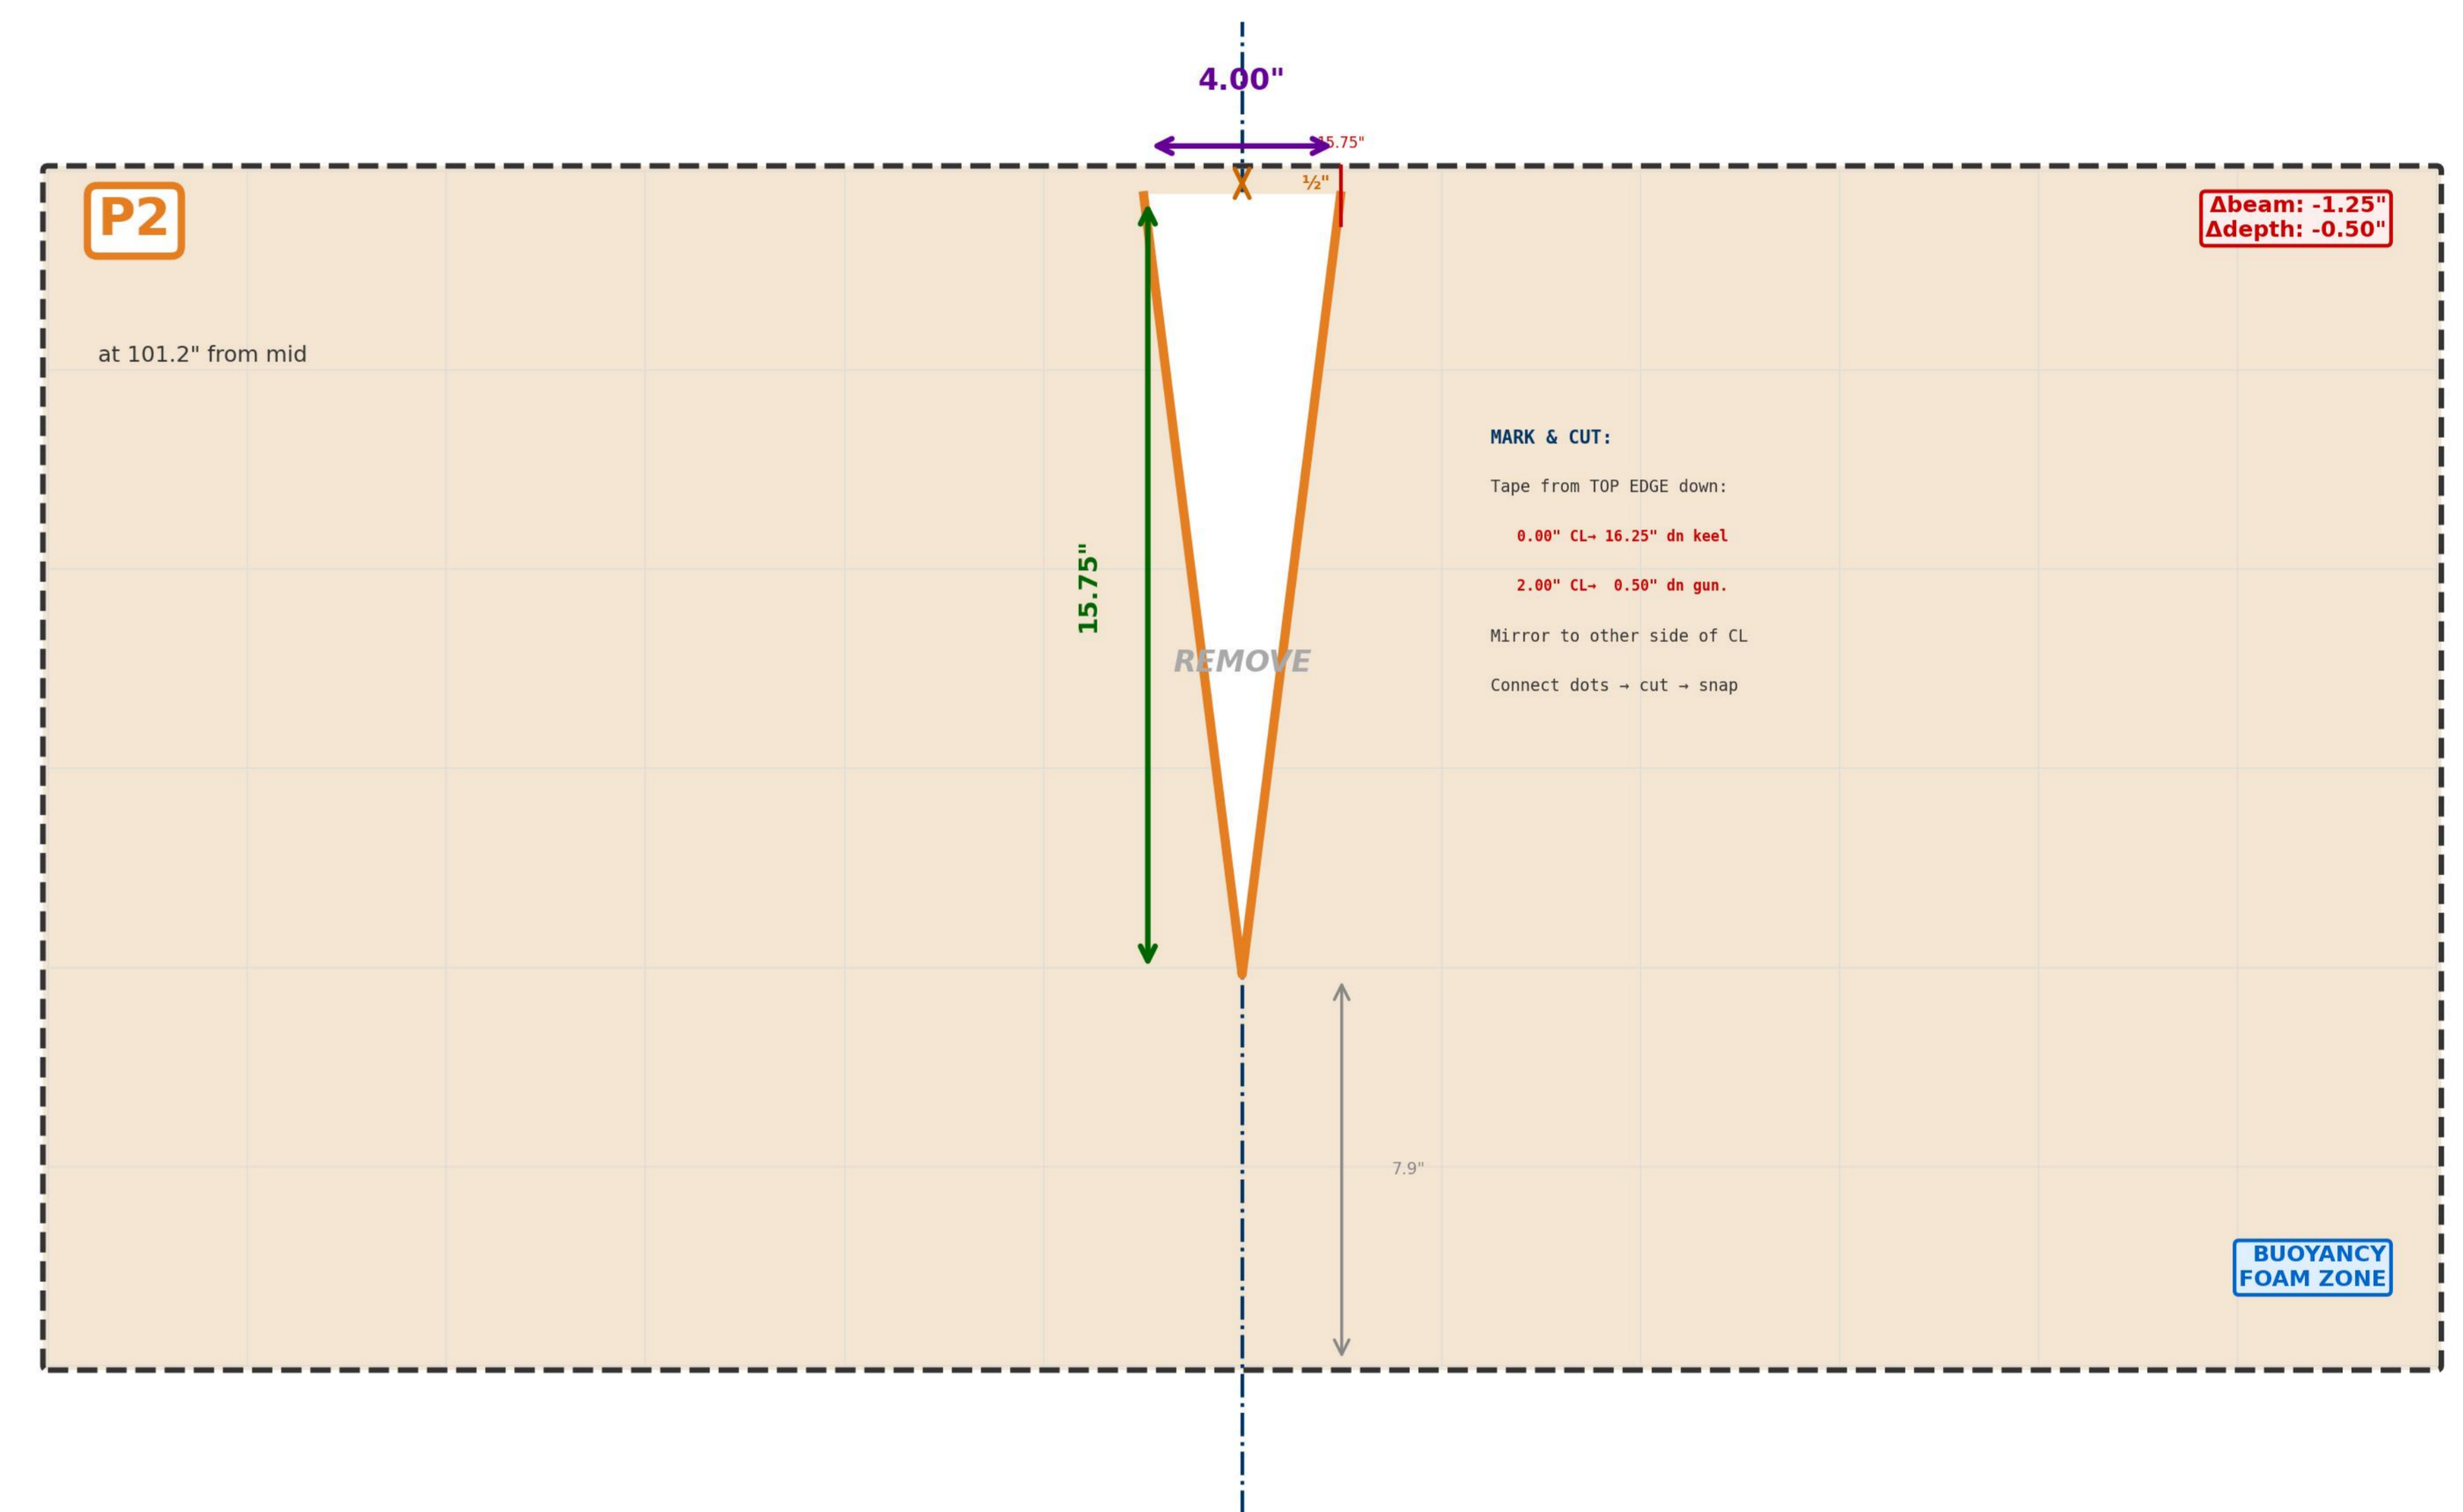 4.00"
5.75"
½"
P2
Δbeam: -1.25"
Δdepth: -0.50"
at 101.2" from mid
MARK & CUT:
Tape from TOP EDGE down:
0.00" CL→ 16.25" dn keel
2.00" CL→  0.50" dn gun.
15.75"
Mirror to other side of CL
REMOVE
Connect dots → cut → snap
7.9"
BUOYANCY
FOAM ZONE